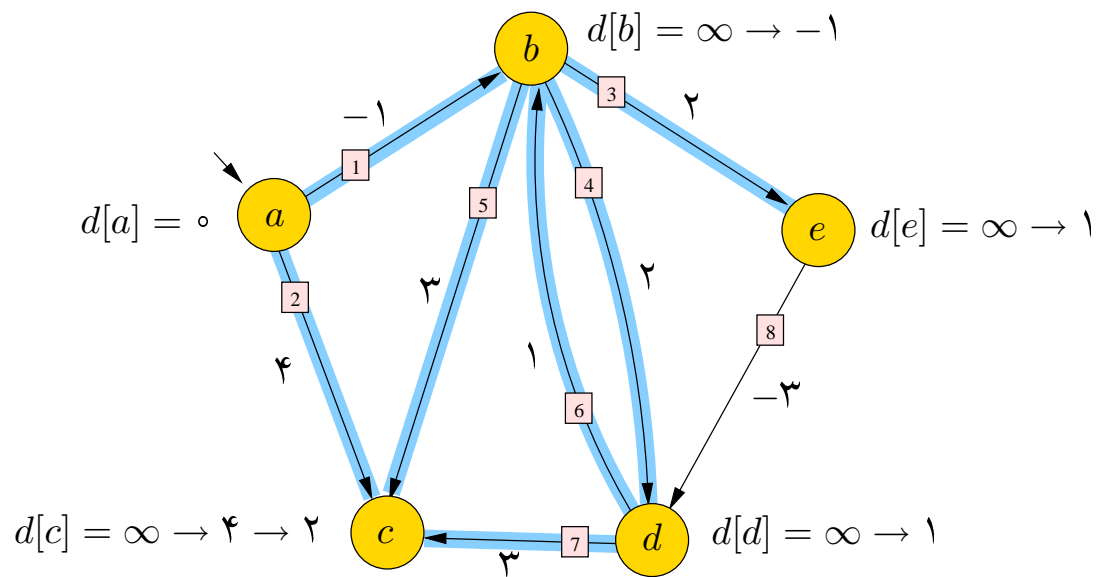 d[b] = ∞ → −۱
b
3
۲
−۱
1
4
5
a
d[a] = ۰
e
d[e] = ∞ → ۱
۳
۲
2
8
۱
۴
−۳
6
d[c] = ∞ → ۴ → ۲
c
7
۳
d
d[d] = ∞ → ۱